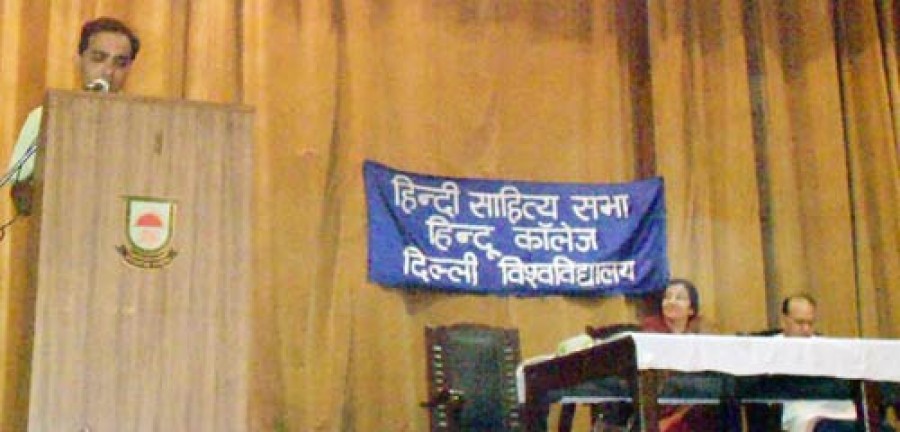 हिन्दी साहित्य सभा
हिन्दू कॉलेज
दिल्ली विश्वविद्यालय